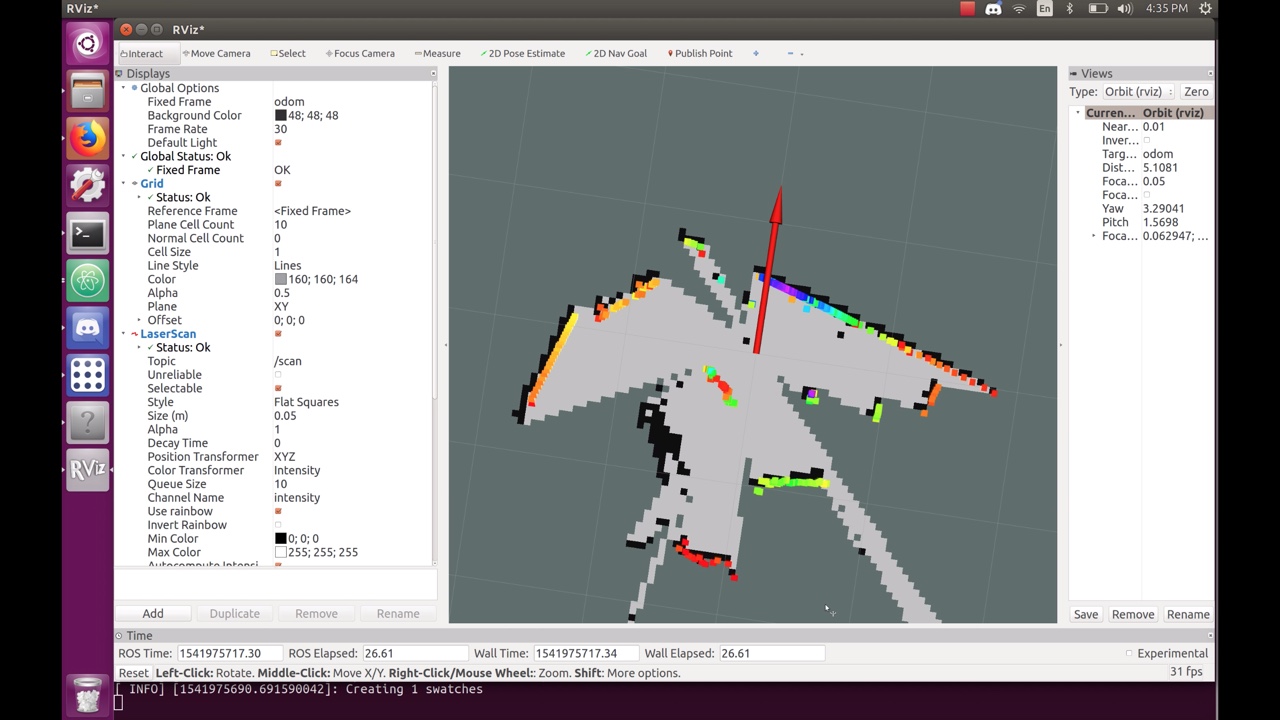 RViz*
En
4:35 PM
RViz*
Interact Move Camera Select Focus Camera Measure 2D Pose Estimate 2D Nav Goal Publish Point
Displays
Global Options
Fixed Frame odom
Background Color 48; 48; 48
Frame Rate 30
Default Light
Global Status: Ok
Fixed Frame OK
Grid
Status: Ok
Reference Frame <Fixed Frame>
Plane Cell Count 10
Normal Cell Count 0
Cell Size 1
Line Style Lines
Color 160; 160; 164
Alpha 0.5
Plane XY
Offset 0; 0; 0
LaserScan
Status: Ok
Topic /scan
Unreliable
Selectable
Style Flat Squares
Size (m) 0.05
Alpha 1
Decay Time 0
Position Transformer XYZ
Color Transformer Intensity
Queue Size 10
Channel Name intensity
Use rainbow
Invert Rainbow
Min Color 0; 0; 0
Max Color 255; 255; 255
Add Duplicate Remove Rename
Views
Type: Orbit (rviz) Zero
Curren... Orbit (rviz)
Near... 0.01
Inver...
Targ... odom
Dist... 5.1081
Foca... 0.05
Foca...
Yaw 3.29041
Pitch 1.5698
Foca... 0.062947; ...
Save Remove Rename
Time
ROS Time: 1541975717.30 ROS Elapsed: 26.61 Wall Time: 1541975717.34 Wall Elapsed: 26.61 Experimental
Reset Left-Click: Rotate. Middle-Click: Move X/Y. Right-Click/Mouse Wheel: Zoom. Shift: More options. 31 fps
[ INFO] [1541975690.691590042]: Creating 1 swatches
RViz